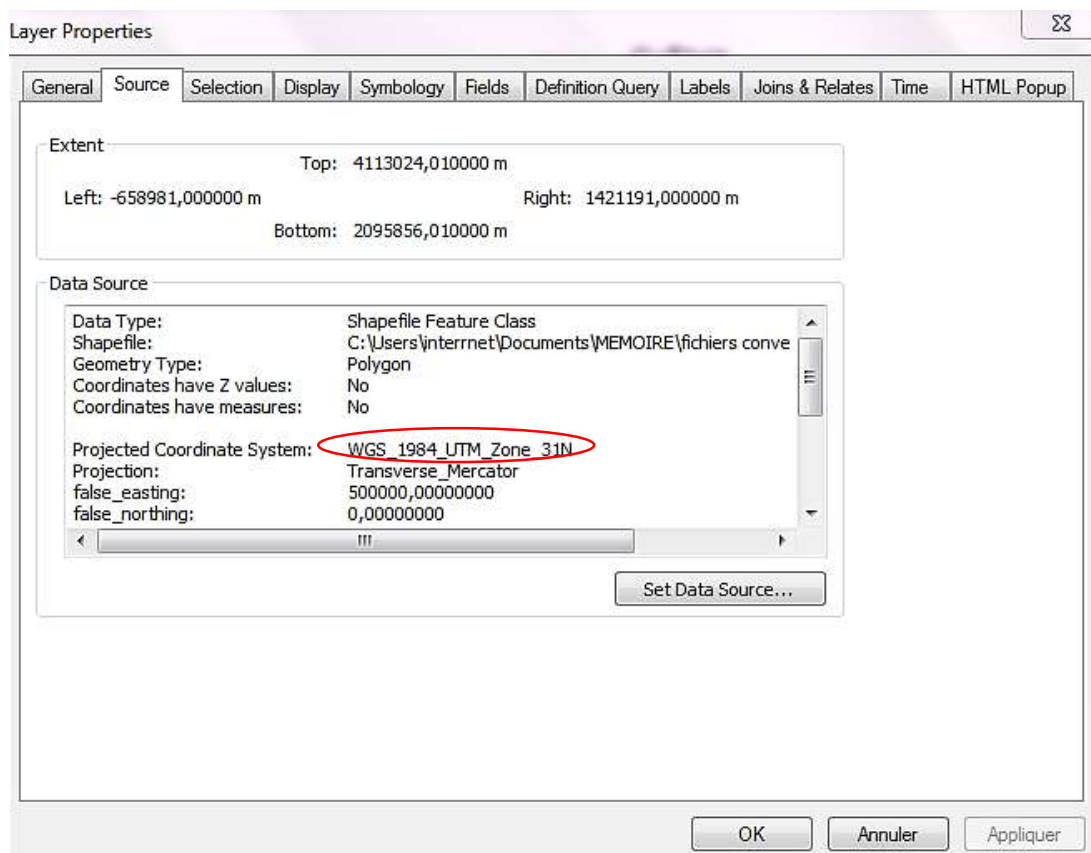 Layer Properties
General Source Selection Display Symbology Fields Definition Query Labels Joins & Relates Time HTML Popup
Extent
Top: 4113024,010000 m
Left: -658981,000000 m Right: 1421191,000000 m
Bottom: 2095856,010000 m
Data Source
Data Type: Shapefile Feature Class
Shapefile: C:\Users\interrnet\Documents\MEMOIRE\fichiers conve
Geometry Type: Polygon
Coordinates have Z values: No
Coordinates have measures: No
Projected Coordinate System: WGS_1984_UTM_Zone_31N
Projection: Transverse_Mercator
false_easting: 500000,00000000
false_northing: 0,00000000
Set Data Source...
OK Annuler Appliquer